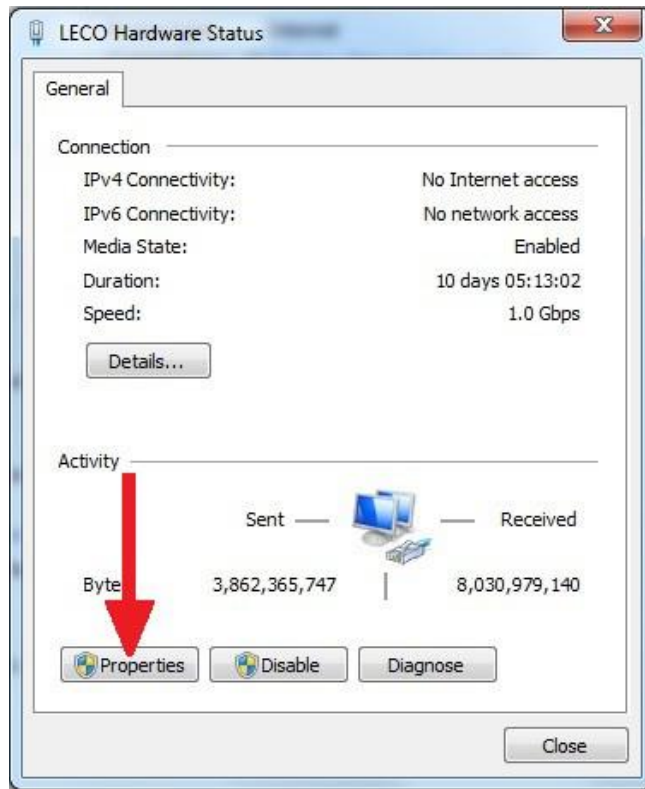 LECO Hardware Status
General
Connection
IPv4 Connectivity: No Internet access
IPv6 Connectivity: No network access
Media State: Enabled
Duration: 10 days 05:13:02
Speed: 1.0 Gbps
Details...
Activity
Sent — — Received
Byte 3,862,365,747 | 8,030,979,140
Properties Disable Diagnose
Close